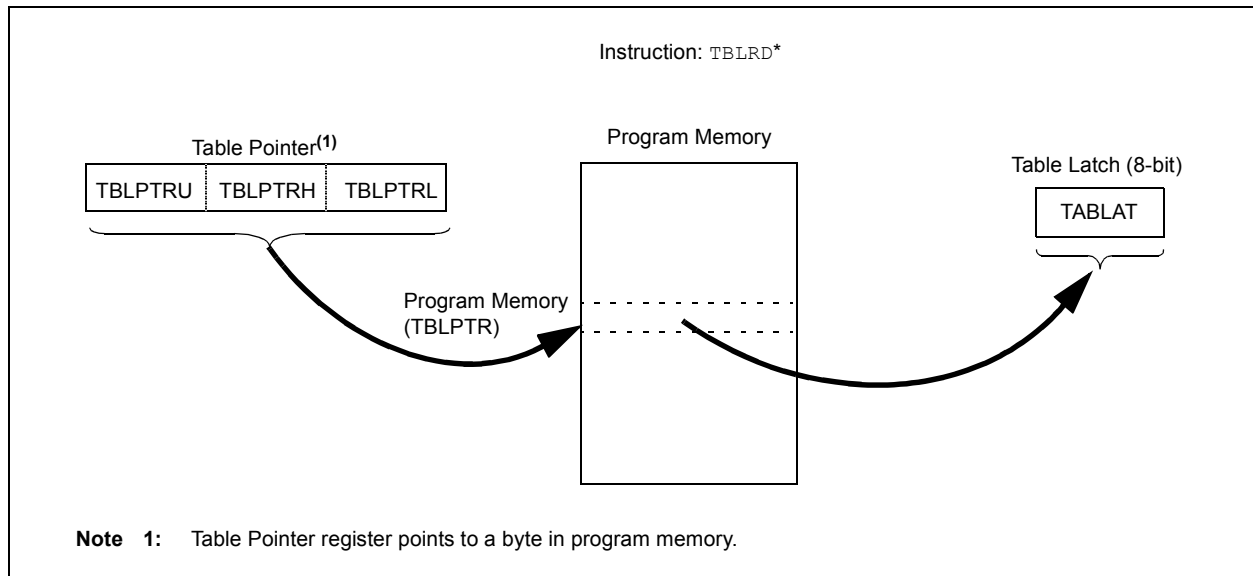 Instruction: TBLRD*
Table Pointer(1)
TBLPTRU TBLPTRH TBLPTRL
Program Memory
(TBLPTR)
Program Memory
Table Latch (8-bit)
TABLAT
Note 1: Table Pointer register points to a byte in program memory.